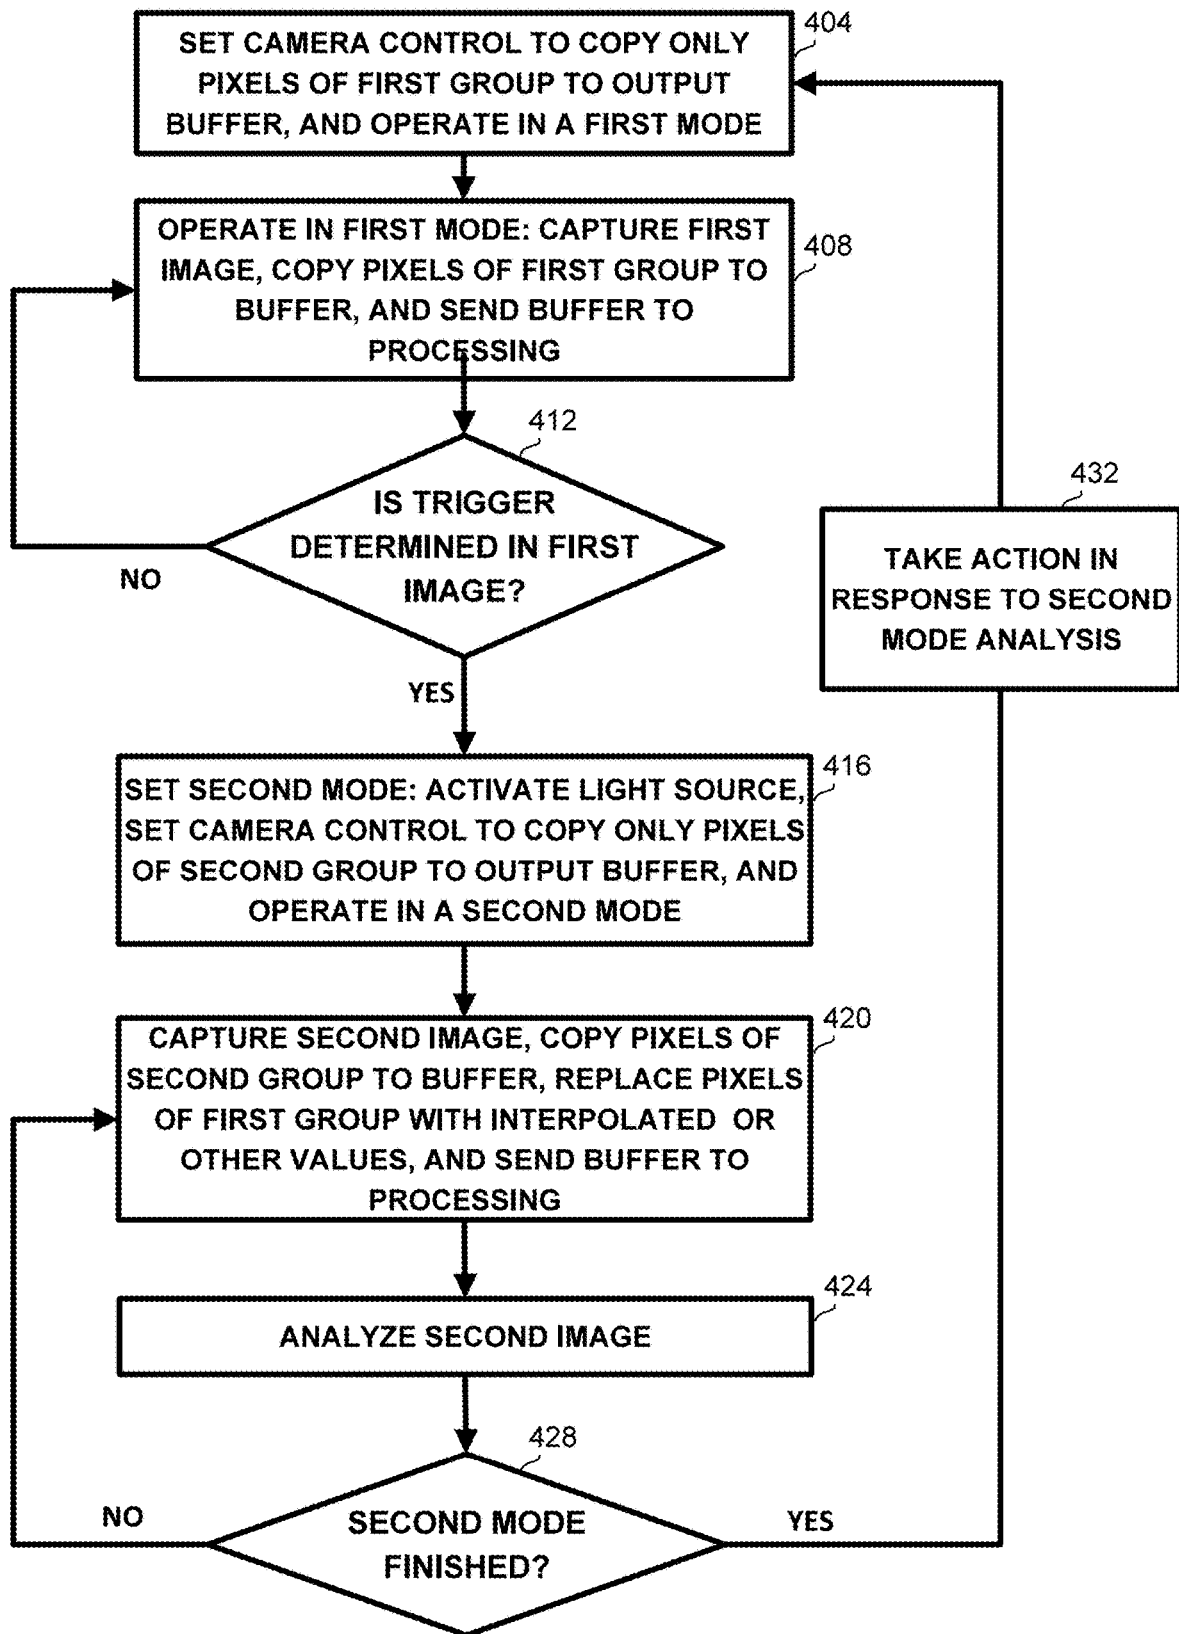 404
SET CAMERA CONTROL TO COPY ONLY
PIXELS OF FIRST GROUP TO OUTPUT
BUFFER, AND OPERATE IN A FIRST MODE
OPERATE IN FIRST MODE: CAPTURE FIRST
IMAGE, COPY PIXELS OF FIRST GROUP TO
BUFFER, AND SEND BUFFER TO
PROCESSING
408
412
IS TRIGGER
DETERMINED IN FIRST
IMAGE?
NO
YES
432
TAKE ACTION IN
RESPONSE TO SECOND
MODE ANALYSIS
416
SET SECOND MODE: ACTIVATE LIGHT SOURCE,
SET CAMERA CONTROL TO COPY ONLY PIXELS
OF SECOND GROUP TO OUTPUT BUFFER, AND
OPERATE IN A SECOND MODE
420
CAPTURE SECOND IMAGE, COPY PIXELS OF
SECOND GROUP TO BUFFER, REPLACE PIXELS
OF FIRST GROUP WITH INTERPOLATED OR
OTHER VALUES, AND SEND BUFFER TO
PROCESSING
424
ANALYZE SECOND IMAGE
428
SECOND MODE
FINISHED?
NO
YES